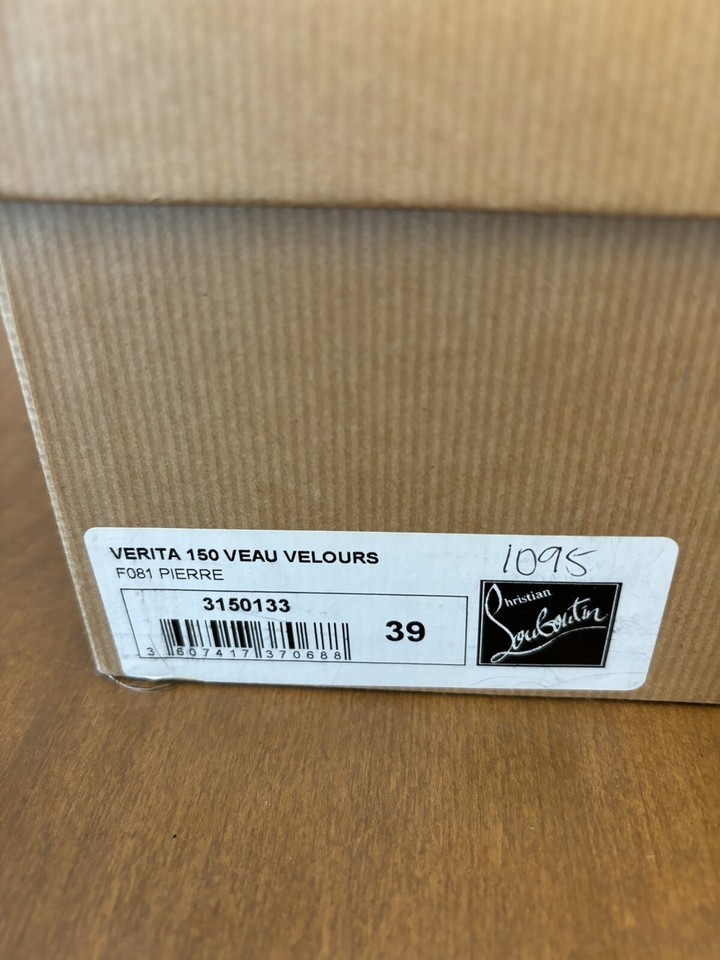 VERITA 150 VEAU VELOURS
F081 PIERRE
1095
3150133
3 607417 370688
39
Christian
Louboutin